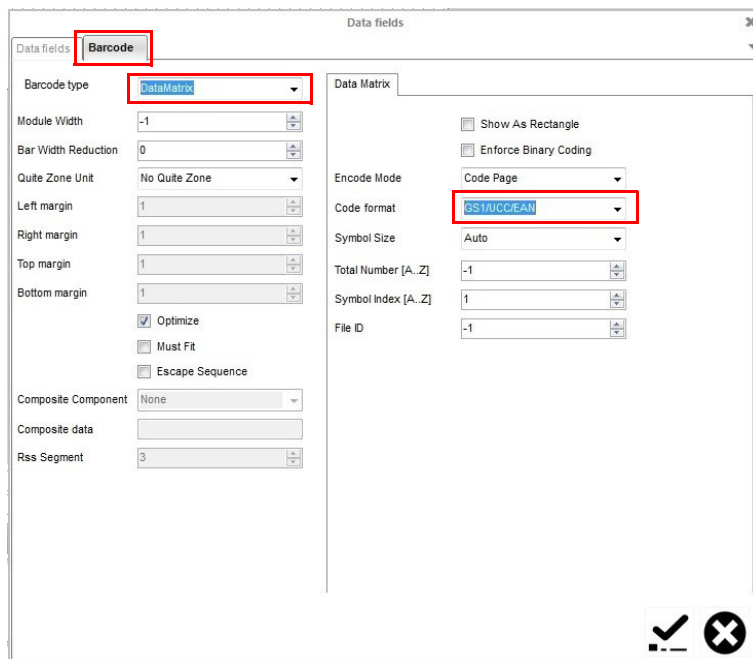 Data fields
Data fields Barcode
Barcode type DataMatrix
Module Width -1
Bar Width Reduction 0
Quite Zone Unit No Quite Zone
Left margin 1
Right margin 1
Top margin 1
Bottom margin 1
Optimize
Must Fit
Escape Sequence
Composite Component None
Composite data
Rss Segment 3
Data Matrix
Show As Rectangle
Enforce Binary Coding
Encode Mode Code Page
Code format GS1/UCC/EAN
Symbol Size Auto
Total Number [A..Z] -1
Symbol Index [A..Z] 1
File ID -1